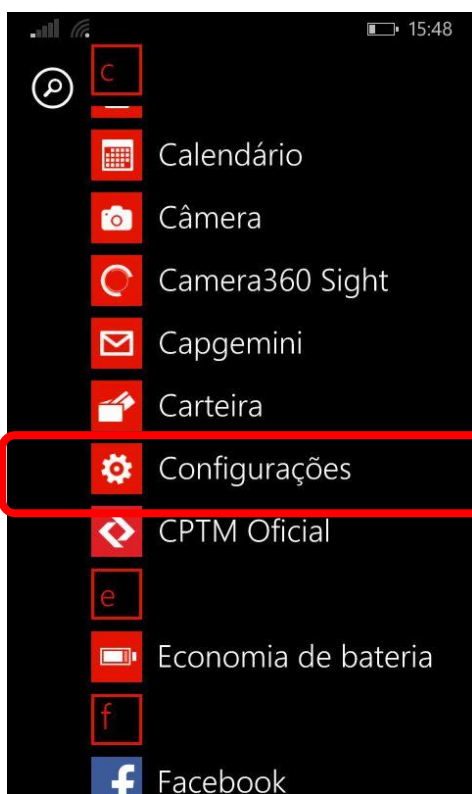 15:48
c
Calendário
Câmera
Camera360 Sight
Capgemini
Carteira
Configurações
CPTM Oficial
e
Economia de bateria
f
Facebook